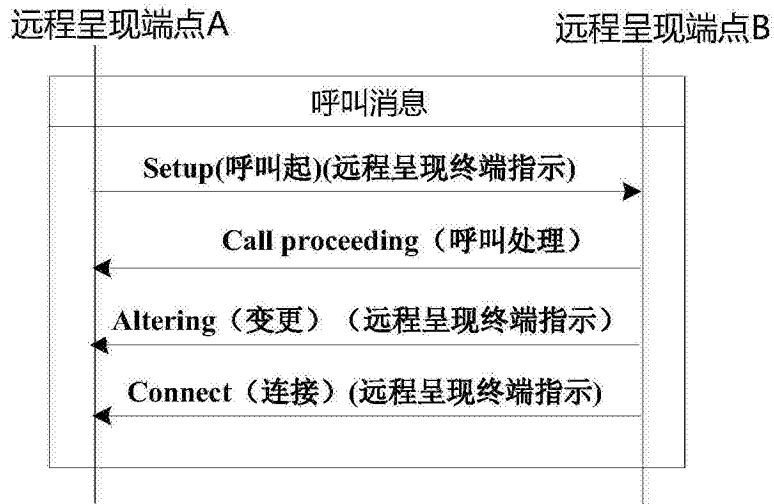 远程呈现端点A
远程呈现端点B
呼叫消息
Setup(呼叫起)(远程呈现终端指示)
Call proceeding（呼叫处理）
Altering（变更）（远程呈现终端指示）
Connect（连接）(远程呈现终端指示)